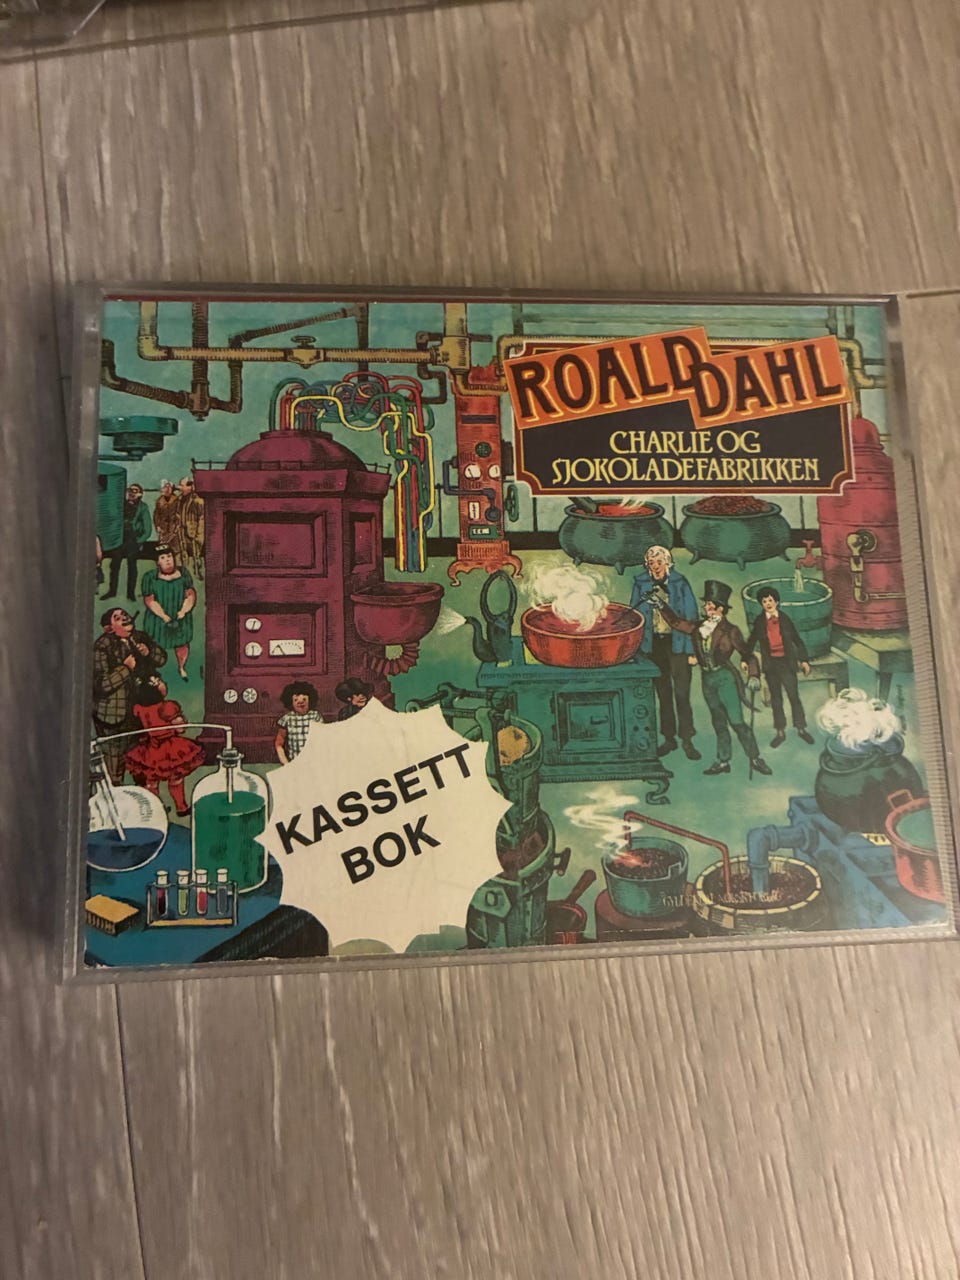 ROALD DAHL
CHARLIE OG
SJOKOLADEFABRIKKEN
KASSETT
BOK